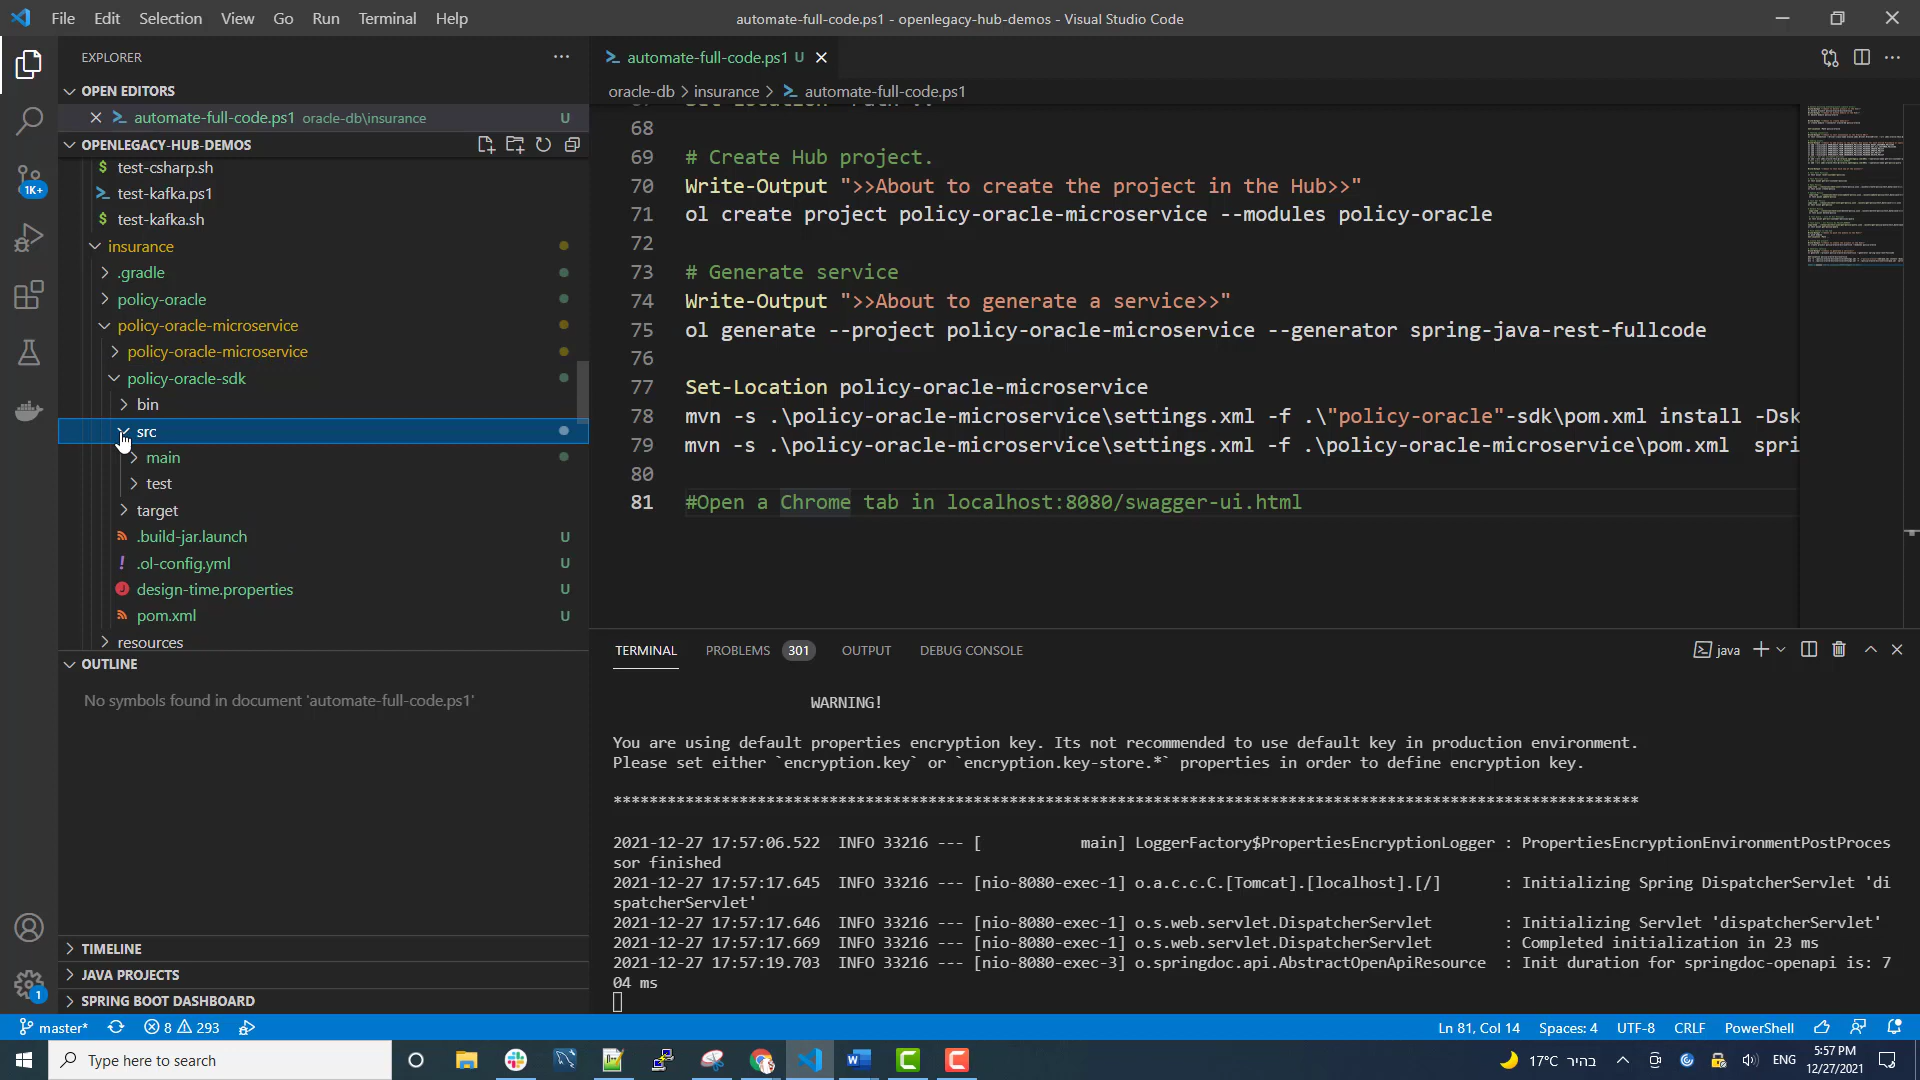 File Edit Selection View Go Run Terminal Help
automate-full-code.ps1 - openlegacy-hub-demos - Visual Studio Code
EXPLORER
OPEN EDITORS
automate-full-code.ps1 oracle-db\insurance U
OPENLEGACY-HUB-DEMOS
test-csharp.sh
test-kafka.ps1
test-kafka.sh
insurance
.gradle
policy-oracle
policy-oracle-microservice
policy-oracle-microservice
policy-oracle-sdk
bin
src
main
test
target
.build-jar.launch U
.ol-config.yml U
design-time.properties U
pom.xml U
resources
OUTLINE
No symbols found in document 'automate-full-code.ps1'
TIMELINE
JAVA PROJECTS
SPRING BOOT DASHBOARD
1K+
1
automate-full-code.ps1 U
oracle-db > insurance > automate-full-code.ps1
68
69 # Create Hub project.
70 Write-Output ">>About to create the project in the Hub>>"
71 ol create project policy-oracle-microservice --modules policy-oracle
72
73 # Generate service
74 Write-Output ">>About to generate a service>>"
75 ol generate --project policy-oracle-microservice --generator spring-java-rest-fullcode
76
77 Set-Location policy-oracle-microservice
78 mvn -s .\policy-oracle-microservice\settings.xml -f .\"policy-oracle"-sdk\pom.xml install -Dsk
79 mvn -s .\policy-oracle-microservice\settings.xml -f .\policy-oracle-microservice\pom.xml  spri
80
81 #Open a Chrome tab in localhost:8080/swagger-ui.html
TERMINAL PROBLEMS 301 OUTPUT DEBUG CONSOLE
java
WARNING!
You are using default properties encryption key. Its not recommended to use default key in production environment.
Please set either `encryption.key` or `encryption.key-store.*` properties in order to define encryption key.
******************************************************************************************************************
2021-12-27 17:57:06.522  INFO 33216 --- [           main] LoggerFactory$PropertiesEncryptionLogger : PropertiesEncryptionEnvironmentPostProces
sor finished
2021-12-27 17:57:17.645  INFO 33216 --- [nio-8080-exec-1] o.a.c.c.C.[Tomcat].[localhost].[/]       : Initializing Spring DispatcherServlet 'di
spatcherServlet'
2021-12-27 17:57:17.646  INFO 33216 --- [nio-8080-exec-1] o.s.web.servlet.DispatcherServlet        : Initializing Servlet 'dispatcherServlet'
2021-12-27 17:57:17.669  INFO 33216 --- [nio-8080-exec-1] o.s.web.servlet.DispatcherServlet        : Completed initialization in 23 ms
2021-12-27 17:57:19.703  INFO 33216 --- [nio-8080-exec-3] o.springdoc.api.AbstractOpenApiResource  : Init duration for springdoc-openapi is: 7
04 ms
master* 8 293
Ln 81, Col 14 Spaces: 4 UTF-8 CRLF PowerShell
Type here to search
17°C בהיר ENG
5:57 PM
12/27/2021